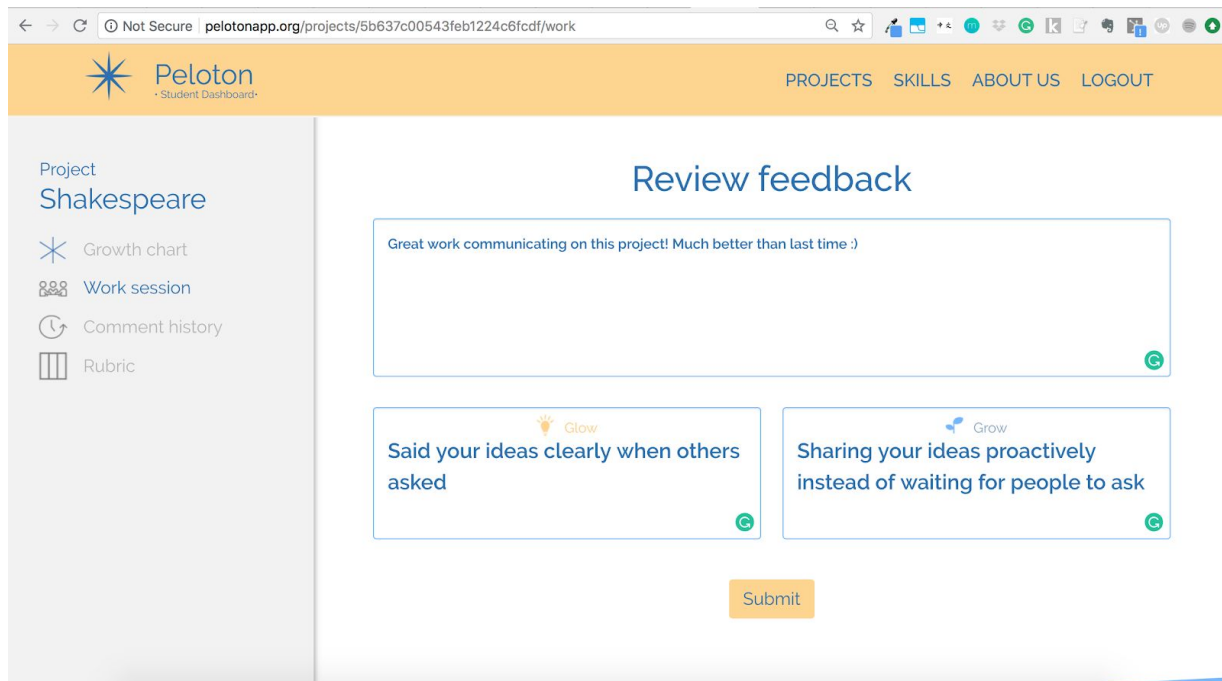 Not Secure | pelotonapp.org/projects/5b637c00543feb1224c6fcdf/work
Peloton
• Student Dashboard•
PROJECTS SKILLS ABOUT US LOGOUT
Project
Shakespeare
Growth chart
Work session
Comment history
Rubric
Review feedback
Great work communicating on this project! Much better than last time :)
Glow
Said your ideas clearly when others
asked
Grow
Sharing your ideas proactively
instead of waiting for people to ask
Submit